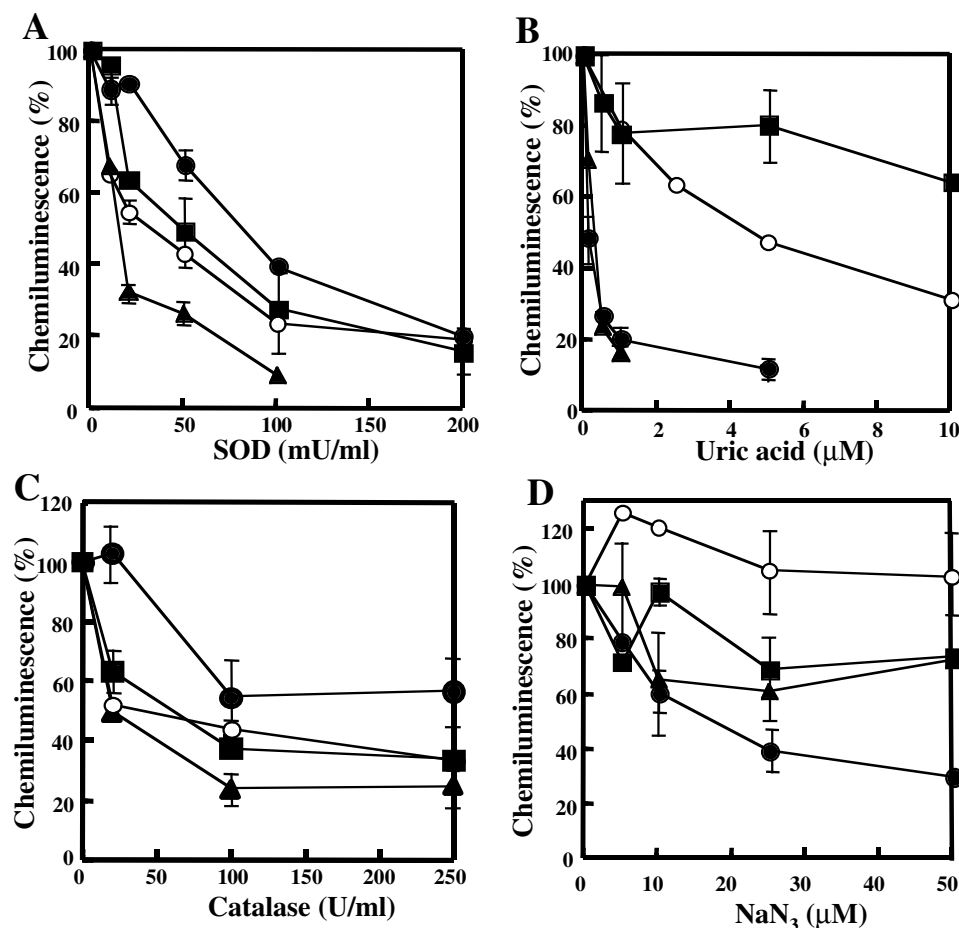 A
Chemiluminescence (%)
100
80
60
40
20
0
0 50 100 150 200
SOD (mU/ml)
B
Chemiluminescence (%)
100
80
60
40
20
0
0 2 4 6 8 10
Uric acid (μM)
C
Chemiluminescence (%)
120
100
80
60
40
20
0
0 50 100 150 200 250
Catalase (U/ml)
D
Chemiluminescence (%)
120
100
80
60
40
20
0
0 10 20 30 40 50
NaN₃ (μM)